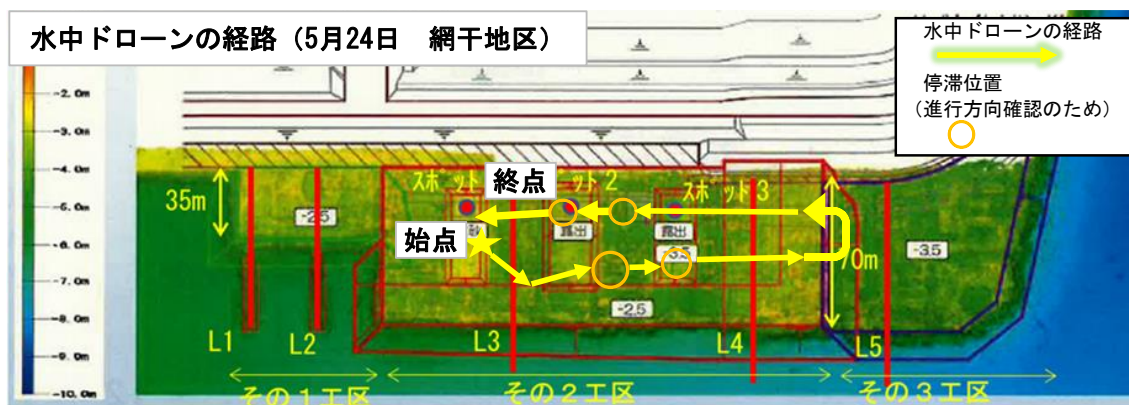 水中ドローンの経路（5月24日　網干地区）
水中ドローンの経路
停滞位置
（進行方向確認のため）
-2.0m
-3.0m
-4.0m
-5.0m
-6.0m
-7.0m
-8.0m
-9.0m
-10.0m
スポット
終点
ット2
スポット3
35m
-2.5
始点
砂
露出
露出
-3.5
-3.5
70m
-2.5
L1
L2
L3
L4
L5
その1工区
その2工区
その3工区